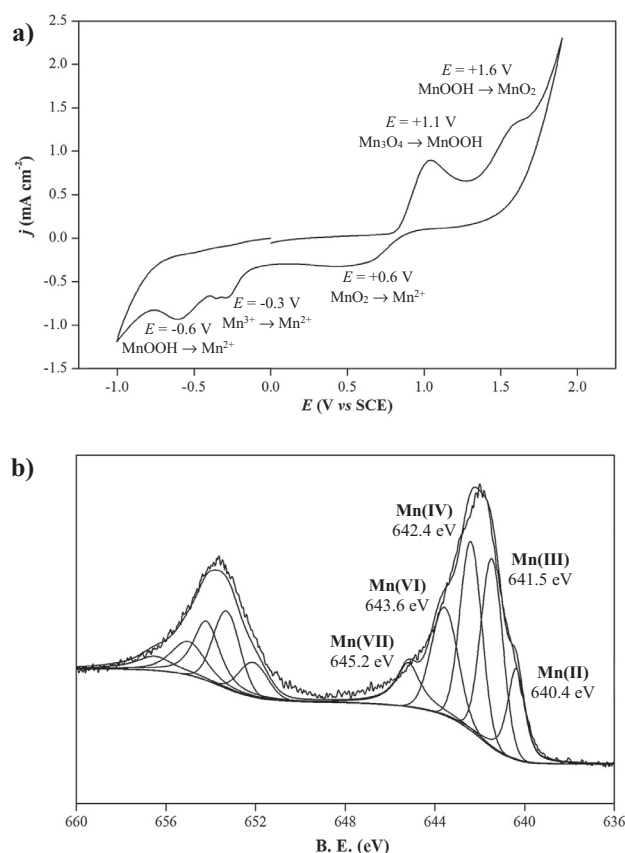 a)
2.5
2.0
1.5
1.0
0.5
0.0
-0.5
-1.0
-1.5
j (mA cm⁻²)
E = +1.6 V
MnOOH → MnO₂
E = +1.1 V
Mn₃O₄ → MnOOH
E = +0.6 V
MnO₂ → Mn²⁺
E = -0.3 V
Mn³⁺ → Mn²⁺
E = -0.6 V
MnOOH → Mn²⁺
-1.0 -0.5 0.0 0.5 1.0 1.5 2.0
E (V vs SCE)
b)
Mn(IV)
642.4 eV
Mn(III)
641.5 eV
Mn(VI)
643.6 eV
Mn(VII)
645.2 eV
Mn(II)
640.4 eV
660 656 652 648 644 640 636
B. E. (eV)